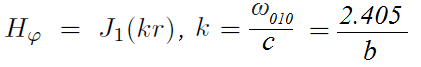 H_φ = J_1(kr), k = ω_010/c = 2.405/b